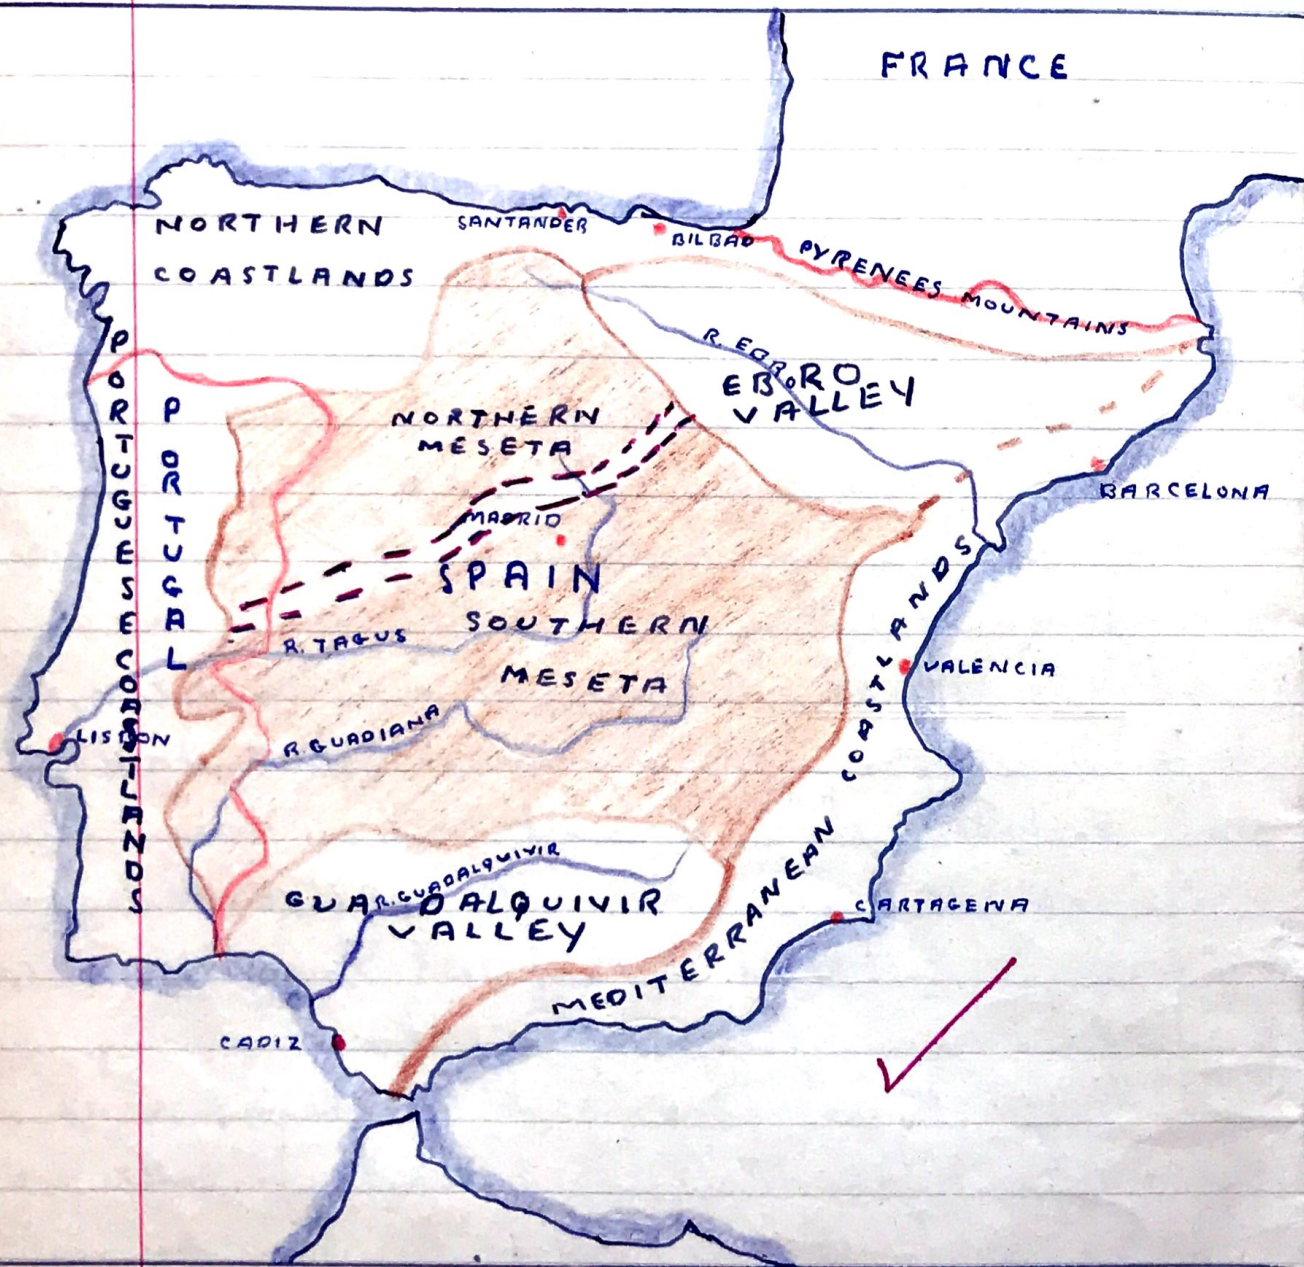 FRANCE
NORTHERN
COASTLANDS
SANTANDER
BILBAO
PYRENEES MOUNTAINS
R. EBRO
EBRO
VALLEY
PORTUGUESE COASTLANDS
PORTUGAL
NORTHERN
MESETA
BARCELONA
MADRID
SPAIN
SOUTHERN
MESETA
R. TAGUS
R. GUADIANA
LISBON
VALENCIA
MEDITERRANEAN COASTLANDS
R. GUADALQUIVIR
GUADALQUIVIR
VALLEY
CARTAGENA
CADIZ